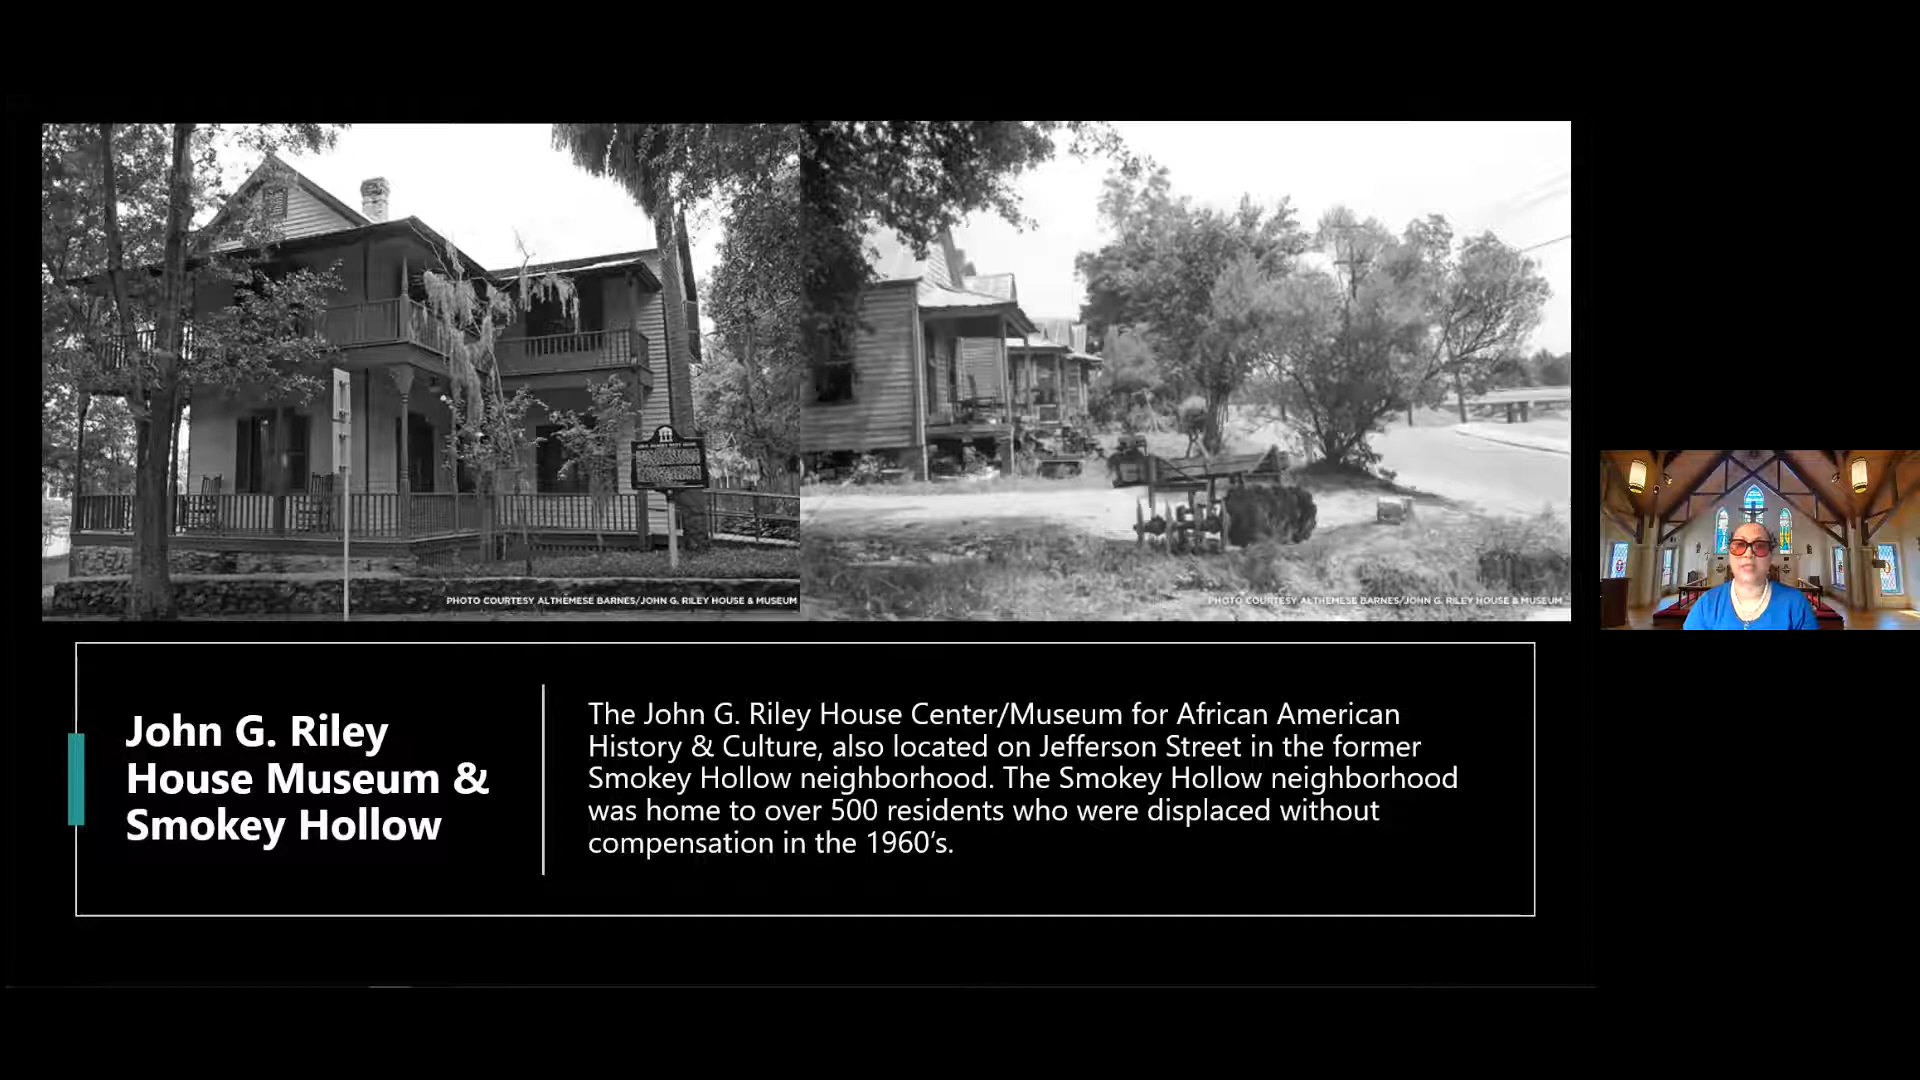 PHOTO COURTESY ALTHEMESE BARNES/JOHN G. RILEY HOUSE & MUSEUM
PHOTO COURTESY ALTHEMESE BARNES/JOHN G. RILEY HOUSE & MUSEUM
John G. Riley
House Museum &
Smokey Hollow
The John G. Riley House Center/Museum for African American
History & Culture, also located on Jefferson Street in the former
Smokey Hollow neighborhood. The Smokey Hollow neighborhood
was home to over 500 residents who were displaced without
compensation in the 1960’s.